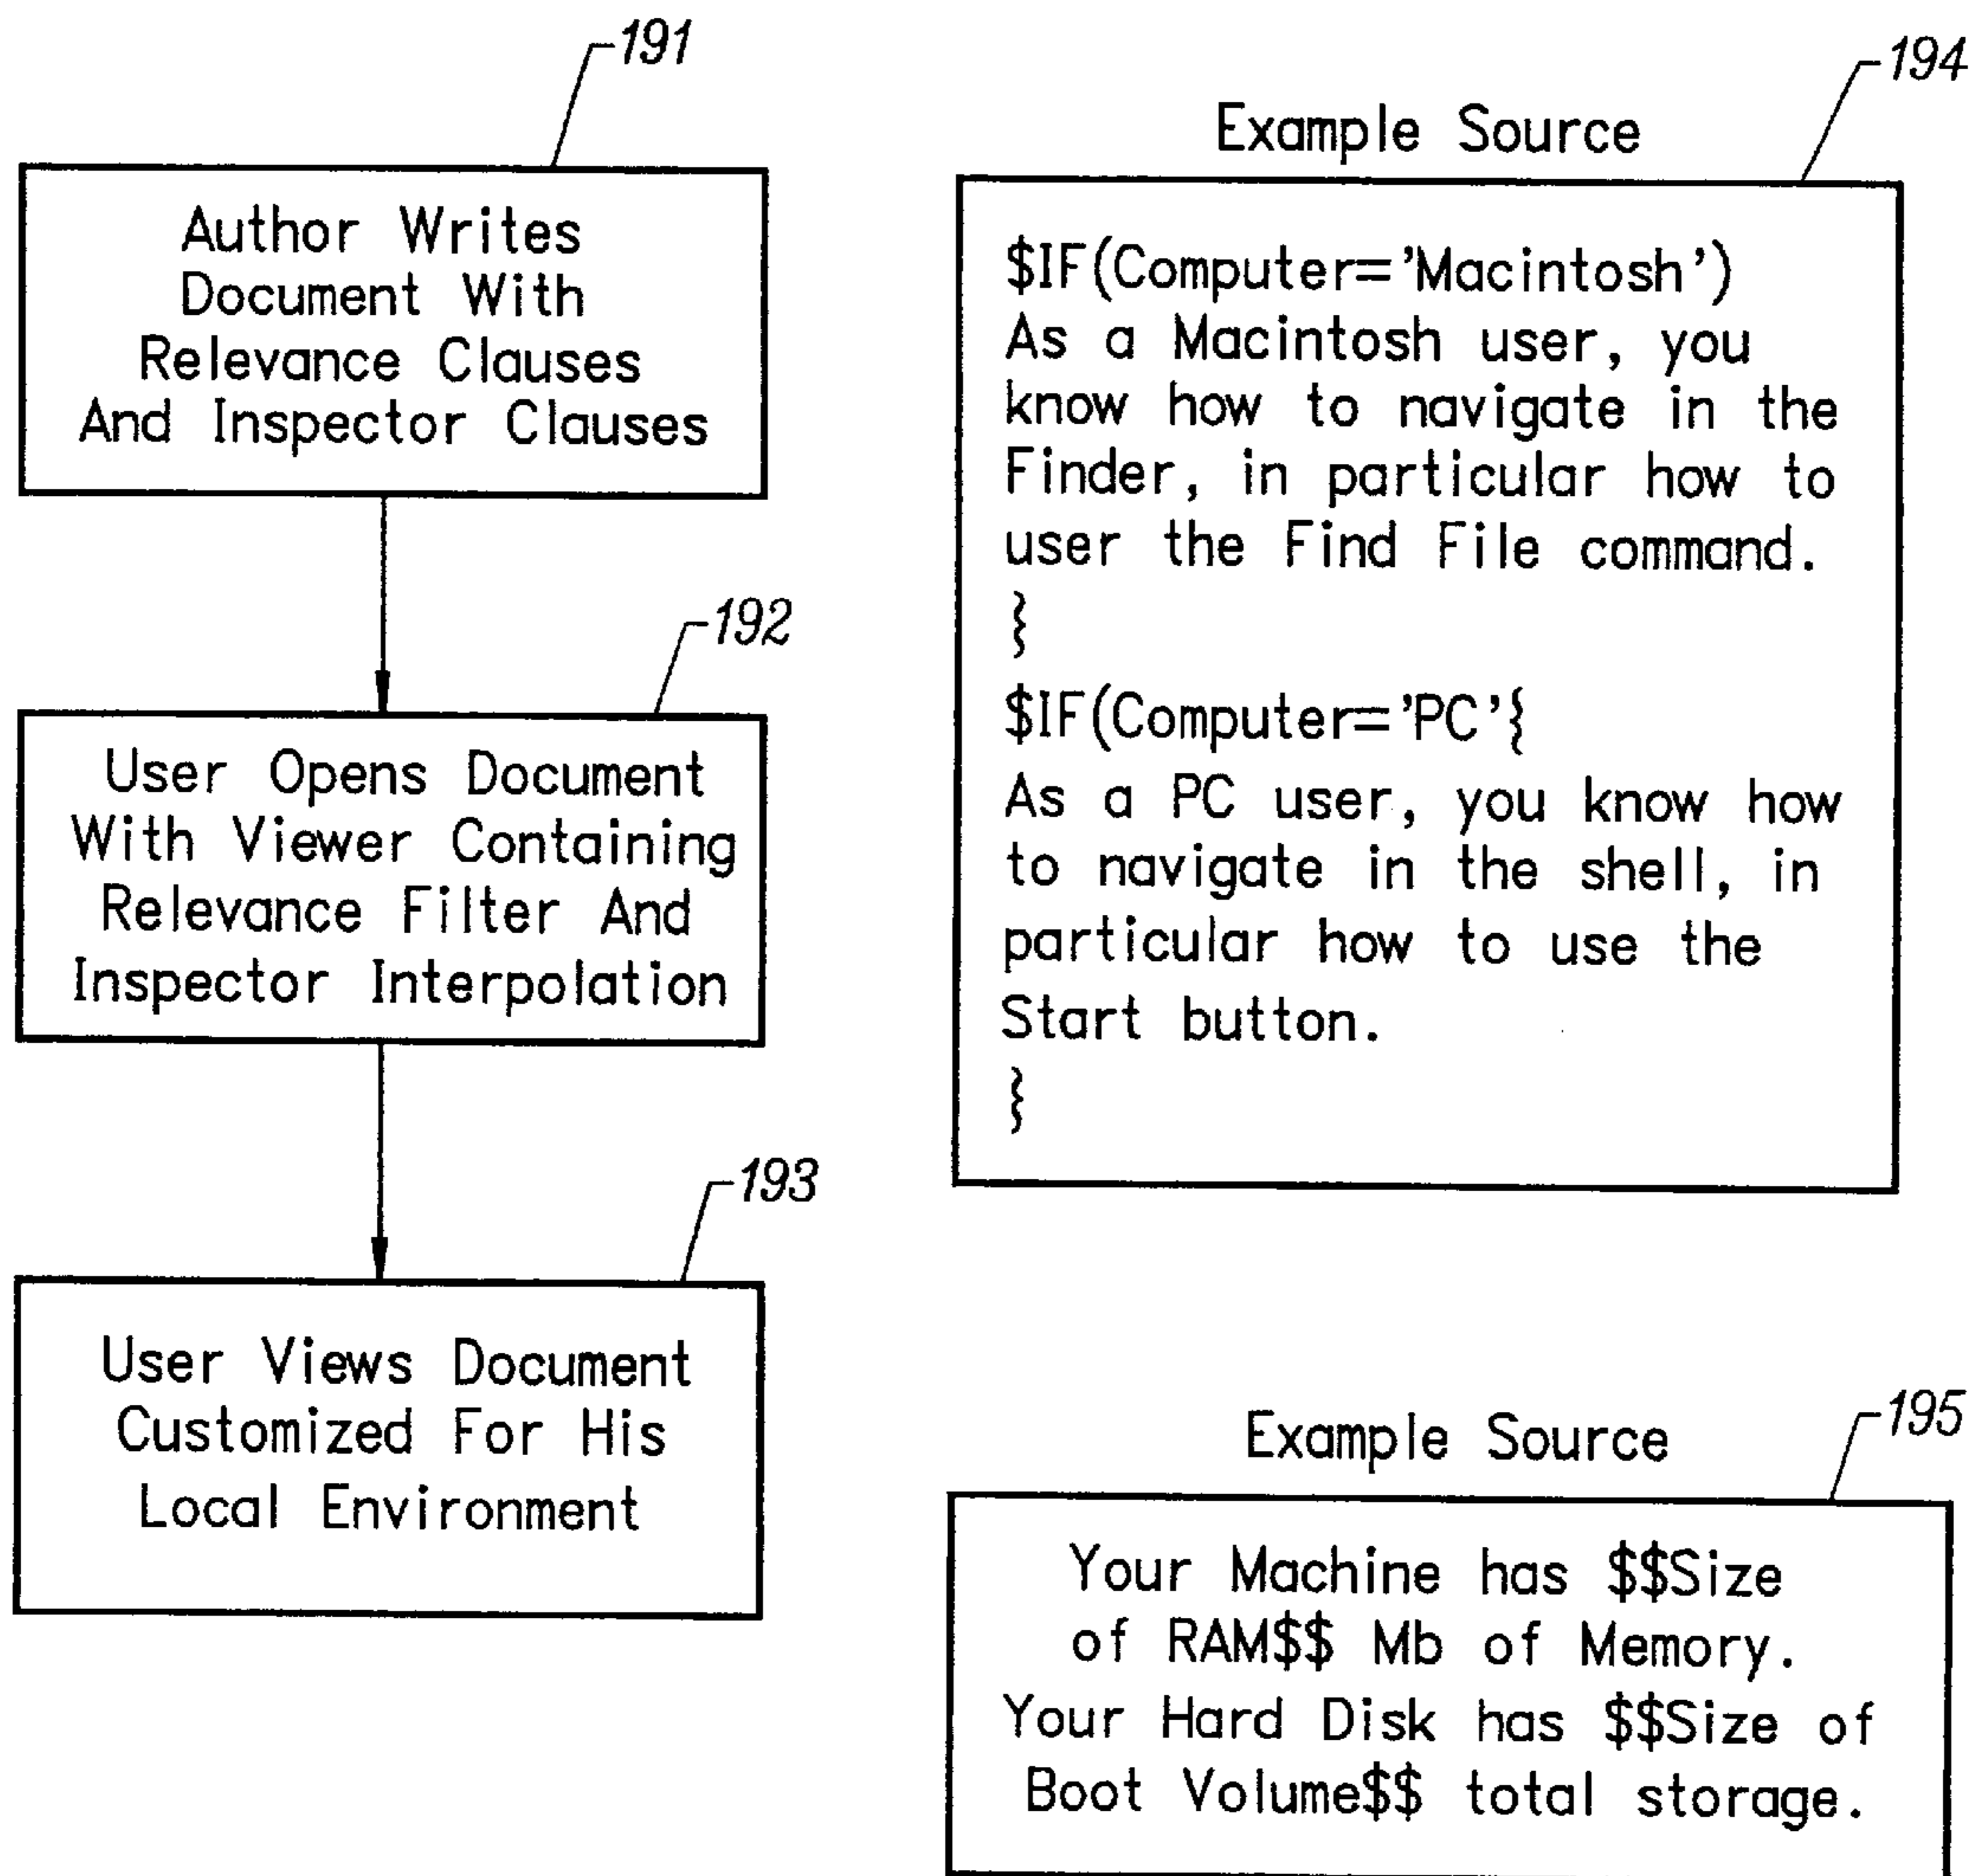 191
Author Writes
Document With
Relevance Clauses
And Inspector Clauses
192
User Opens Document
With Viewer Containing
Relevance Filter And
Inspector Interpolation
193
User Views Document
Customized For His
Local Environment
194
Example Source
$IF(Computer='Macintosh')
As a Macintosh user, you
know how to navigate in the
Finder, in particular how to
user the Find File command.
}
$IF(Computer='PC'{
As a PC user, you know how
to navigate in the shell, in
particular how to use the
Start button.
}
195
Example Source
Your Machine has $$Size
of RAM$$ Mb of Memory.
Your Hard Disk has $$Size of
Boot Volume$$ total storage.